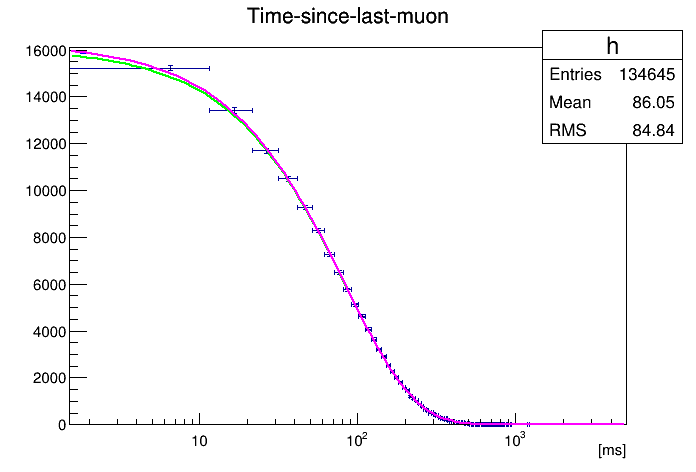 Time-since-last-muon
h
Entries 134645
Mean 86.05
RMS 84.84
16000
14000
12000
10000
8000
6000
4000
2000
0
10 10² 10³
[ms]